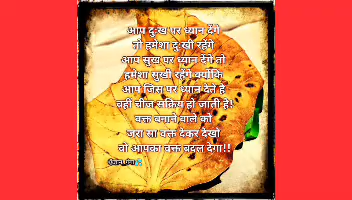 आप दुःख पर ध्यान देंगे
तो हमेशा दुःखी रहेंगे
आप सुख पर ध्यान देंगे तो
हमेशा सुखी रहेंगे क्योंकि
आप जिस पर ध्यान देते हैं
वही चीज सक्रिय हो जाती है!
वक्त बनाने वाले को
जरा सा वक्त देकर देखो
वो आपका वक्त बदल देगा!!